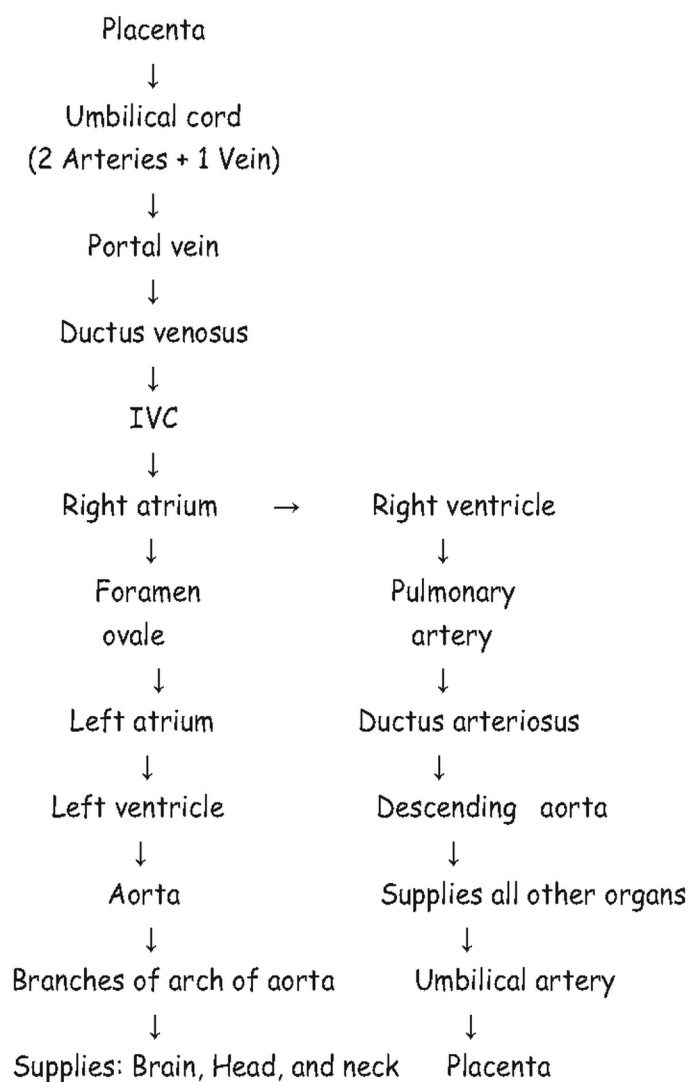 Placenta
↓
Umbilical cord
(2 Arteries + 1 Vein)
↓
Portal vein
↓
Ductus venosus
↓
IVC
↓
Right atrium → Right ventricle
↓ ↓
Foramen Pulmonary
ovale artery
↓ ↓
Left atrium Ductus arteriosus
↓ ↓
Left ventricle Descending aorta
↓ ↓
Aorta Supplies all other organs
↓ ↓
Branches of arch of aorta Umbilical artery
↓ ↓
Supplies: Brain, Head, and neck Placenta